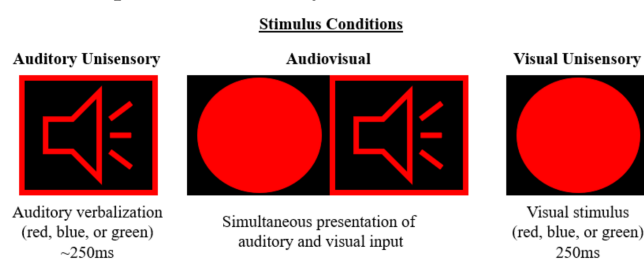 Stimulus Conditions
Auditory Unisensory
Audiovisual
Visual Unisensory
Auditory verbalization
(red, blue, or green)
~250ms
Simultaneous presentation of
auditory and visual input
Visual stimulus
(red, blue, or green)
250ms